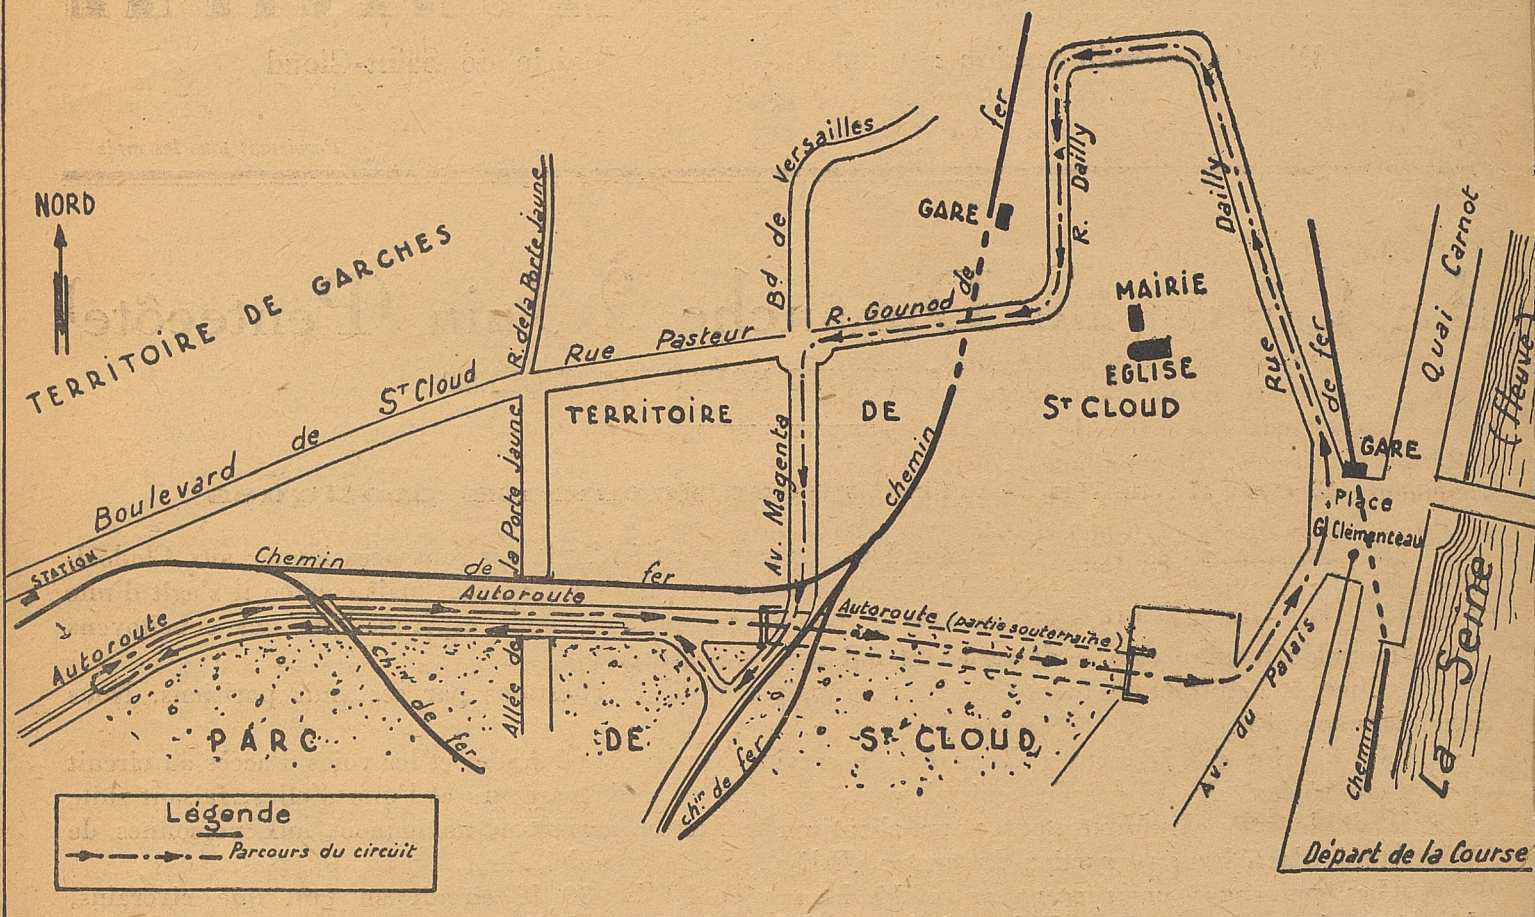 NORD
TERRITOIRE DE GARCHES
R. de la Porte Jaune
Bd de Versailles
fer
GARE
de
R. Dailly
Rue Dailly
Quai Carnot
(fleuve)
MAIRIE
EGLISE
ST CLOUD
R. Gounod
Rue Pasteur
Boulevard de ST Cloud
TERRITOIRE DE
Av. Magenta
chemin
de fer
GARE
Place
G. Clémenceau
STATION
Chemin de fer
de la Porte Jaune
Autoroute
Autoroute
Autoroute (partie souterraine)
La Seine
Chin de fer
Allée de
PARC DE ST CLOUD
chin de fer
Av. du Palais
Chemin
Légende
Parcours du circuit
Départ de la Course